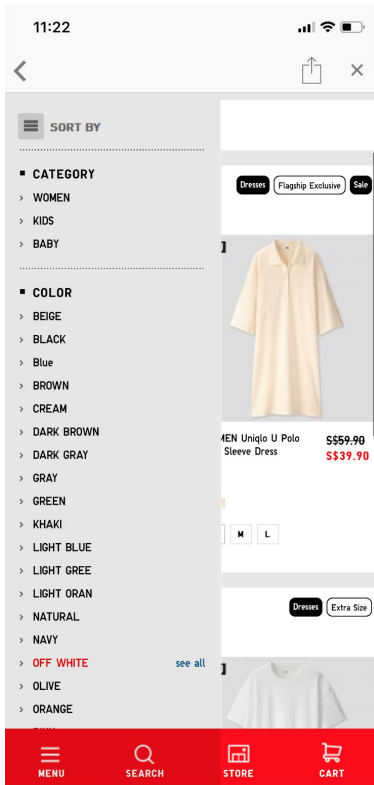 11:22
SORT BY
CATEGORY
WOMEN
KIDS
BABY
COLOR
BEIGE
BLACK
Blue
BROWN
CREAM
DARK BROWN
DARK GRAY
GRAY
GREEN
KHAKI
LIGHT BLUE
LIGHT GREE
LIGHT ORAN
NATURAL
NAVY
OFF WHITE see all
OLIVE
ORANGE
Dresses Flagship Exclusive Sale
MEN Uniqlo U Polo S$59.90
Sleeve Dress S$39.90
M L
Dresses Extra Size
MENU SEARCH STORE CART